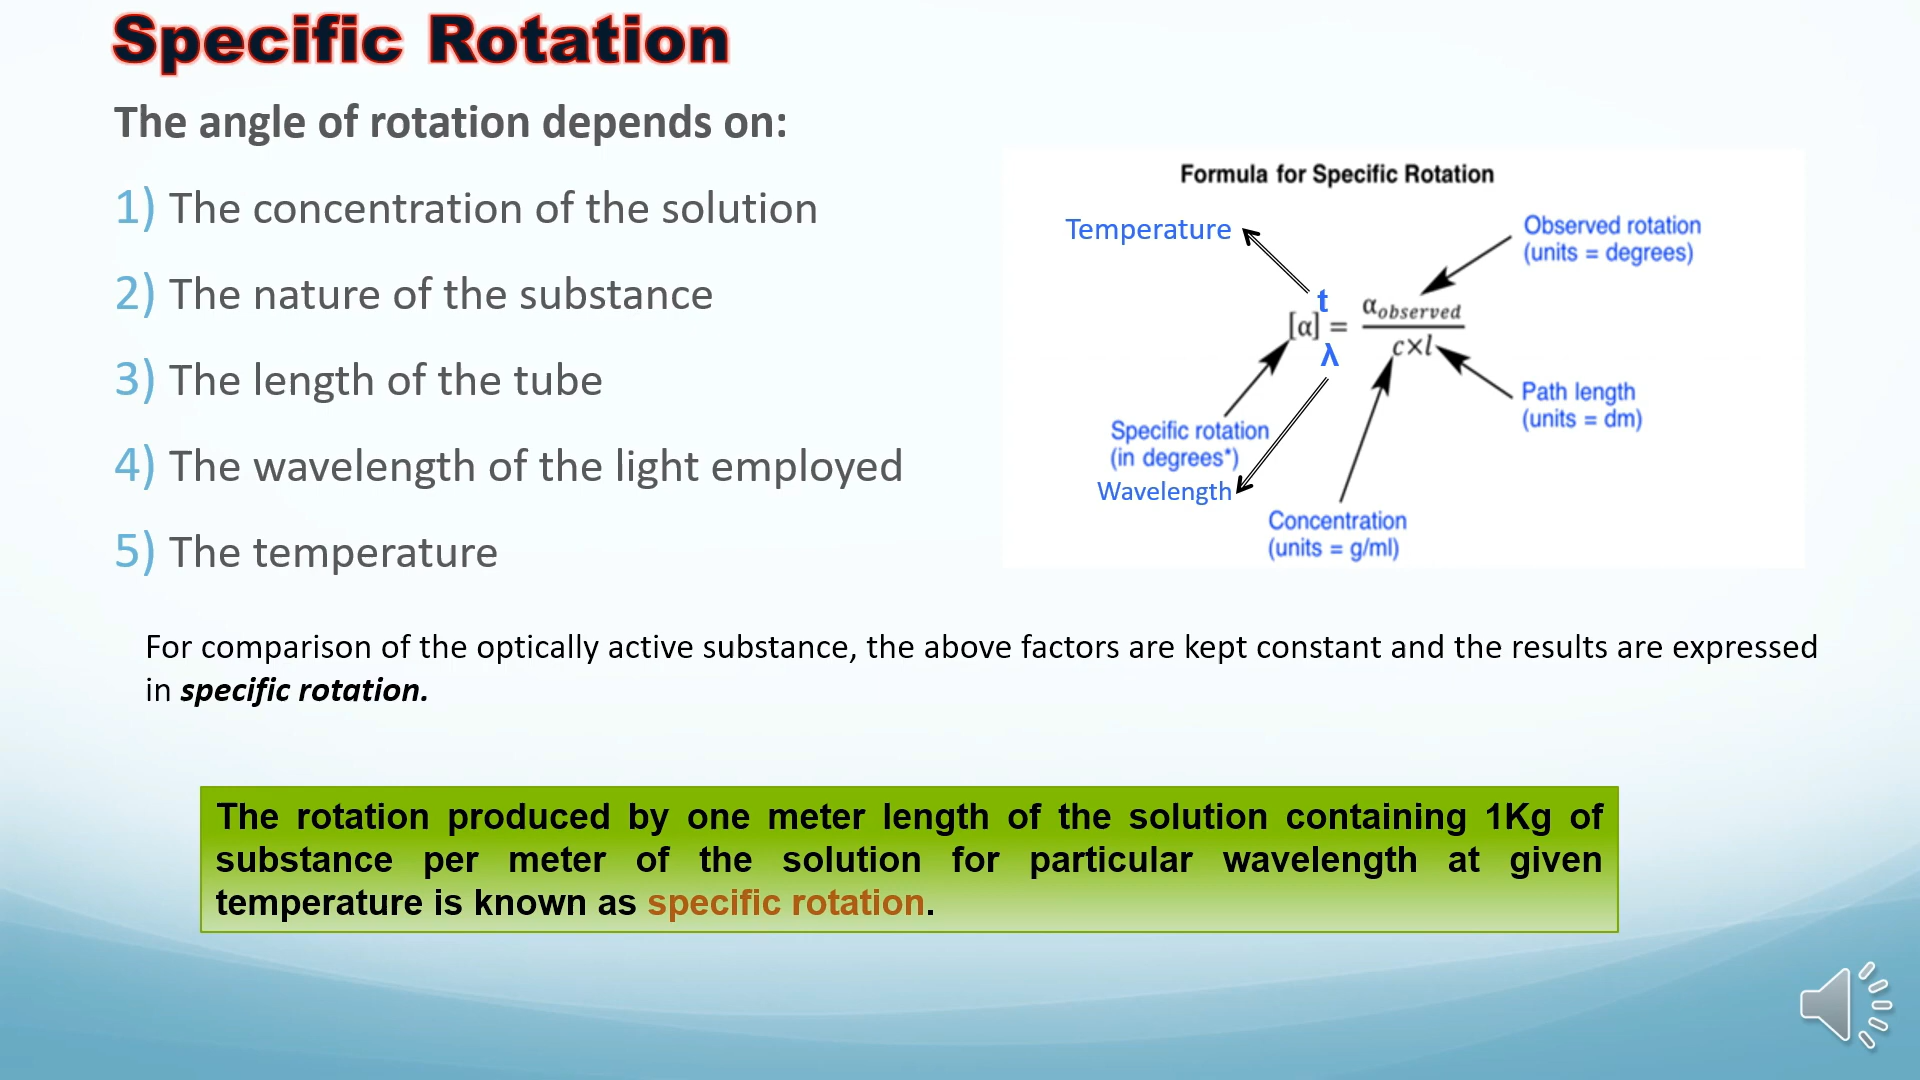 Specific Rotation
The angle of rotation depends on:
1) The concentration of the solution
2) The nature of the substance
3) The length of the tube
4) The wavelength of the light employed
5) The temperature
Formula for Specific Rotation
Temperature
Observed rotation
(units = degrees)
[α] t λ = αobserved / c×l
Path length
(units = dm)
Specific rotation
(in degrees*)
Wavelength
Concentration
(units = g/ml)
For comparison of the optically active substance, the above factors are kept constant and the results are expressed
in specific rotation.
The rotation produced by one meter length of the solution containing 1Kg of
substance per meter of the solution for particular wavelength at given
temperature is known as specific rotation.